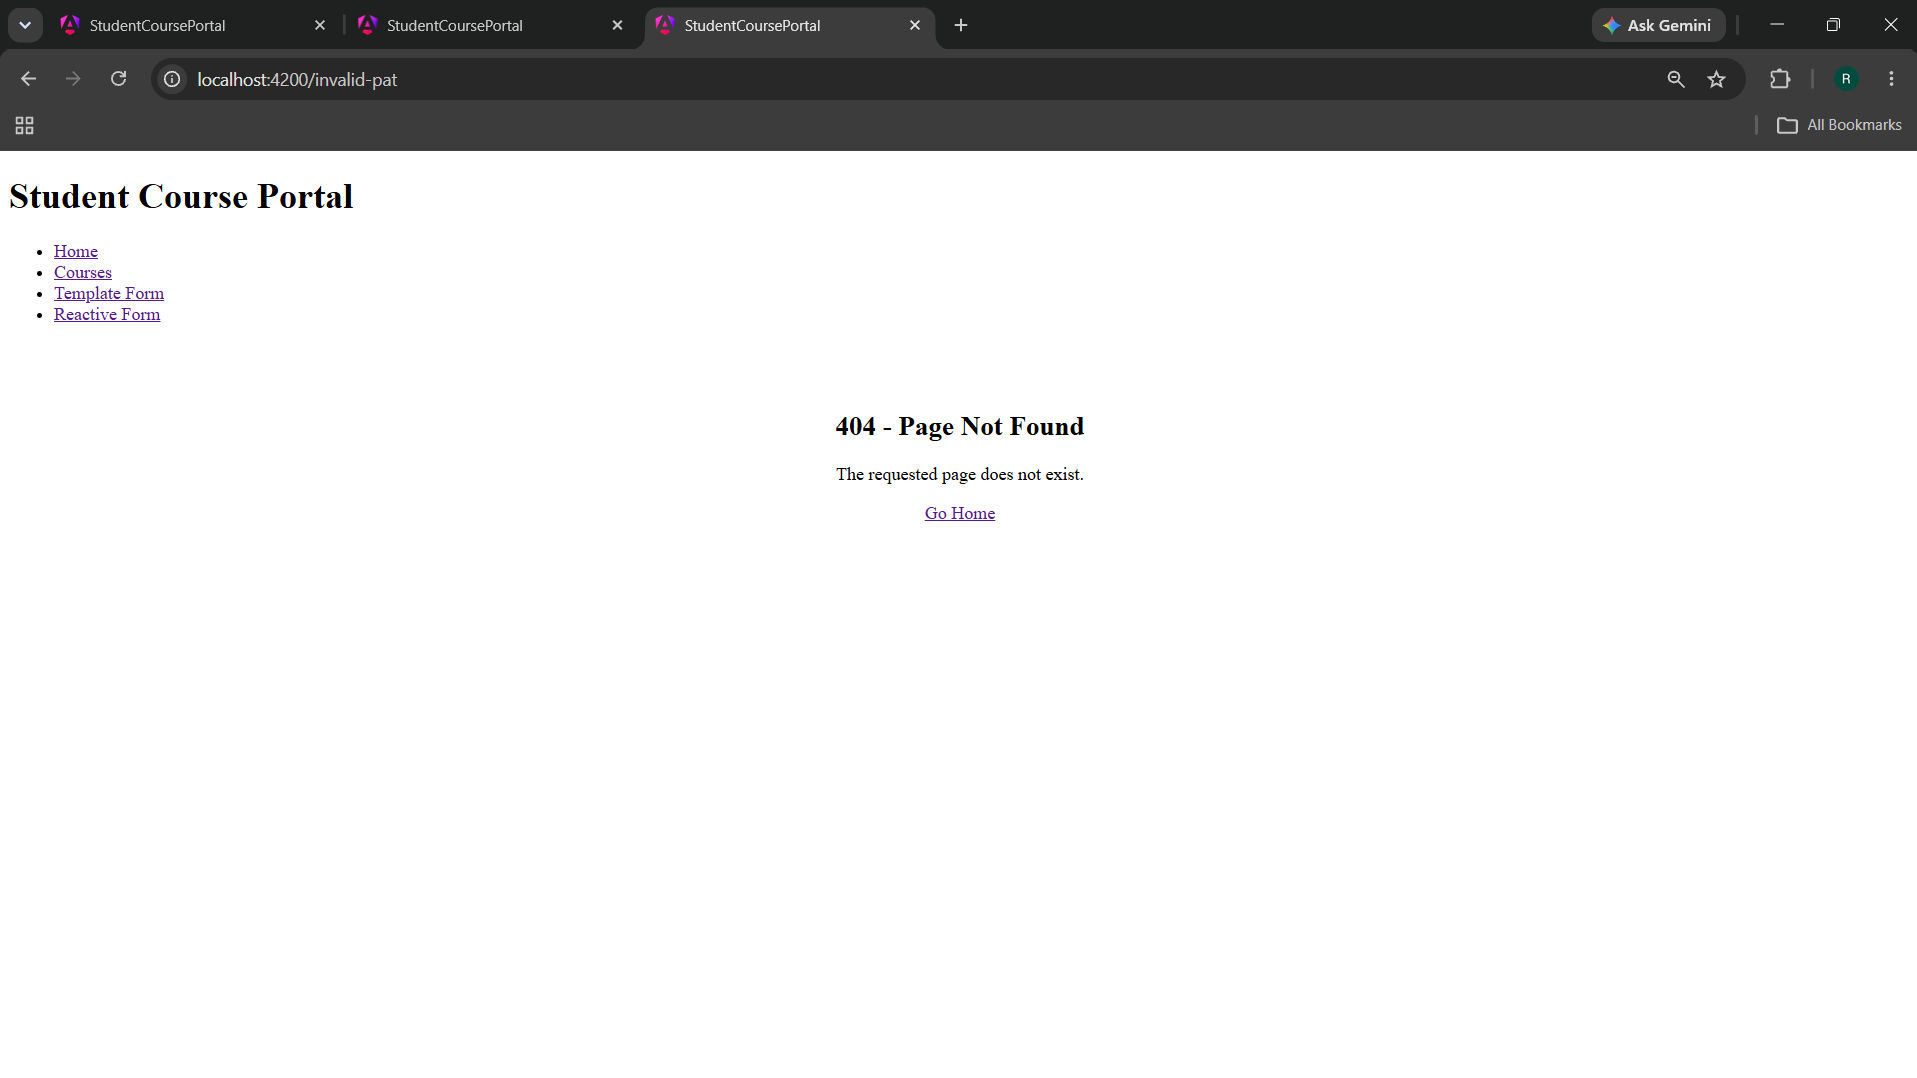 StudentCoursePortal
StudentCoursePortal
StudentCoursePortal
Ask Gemini
localhost:4200/invalid-pat
R
All Bookmarks
Student Course Portal
Home
Courses
Template Form
Reactive Form
404 - Page Not Found
The requested page does not exist.
Go Home